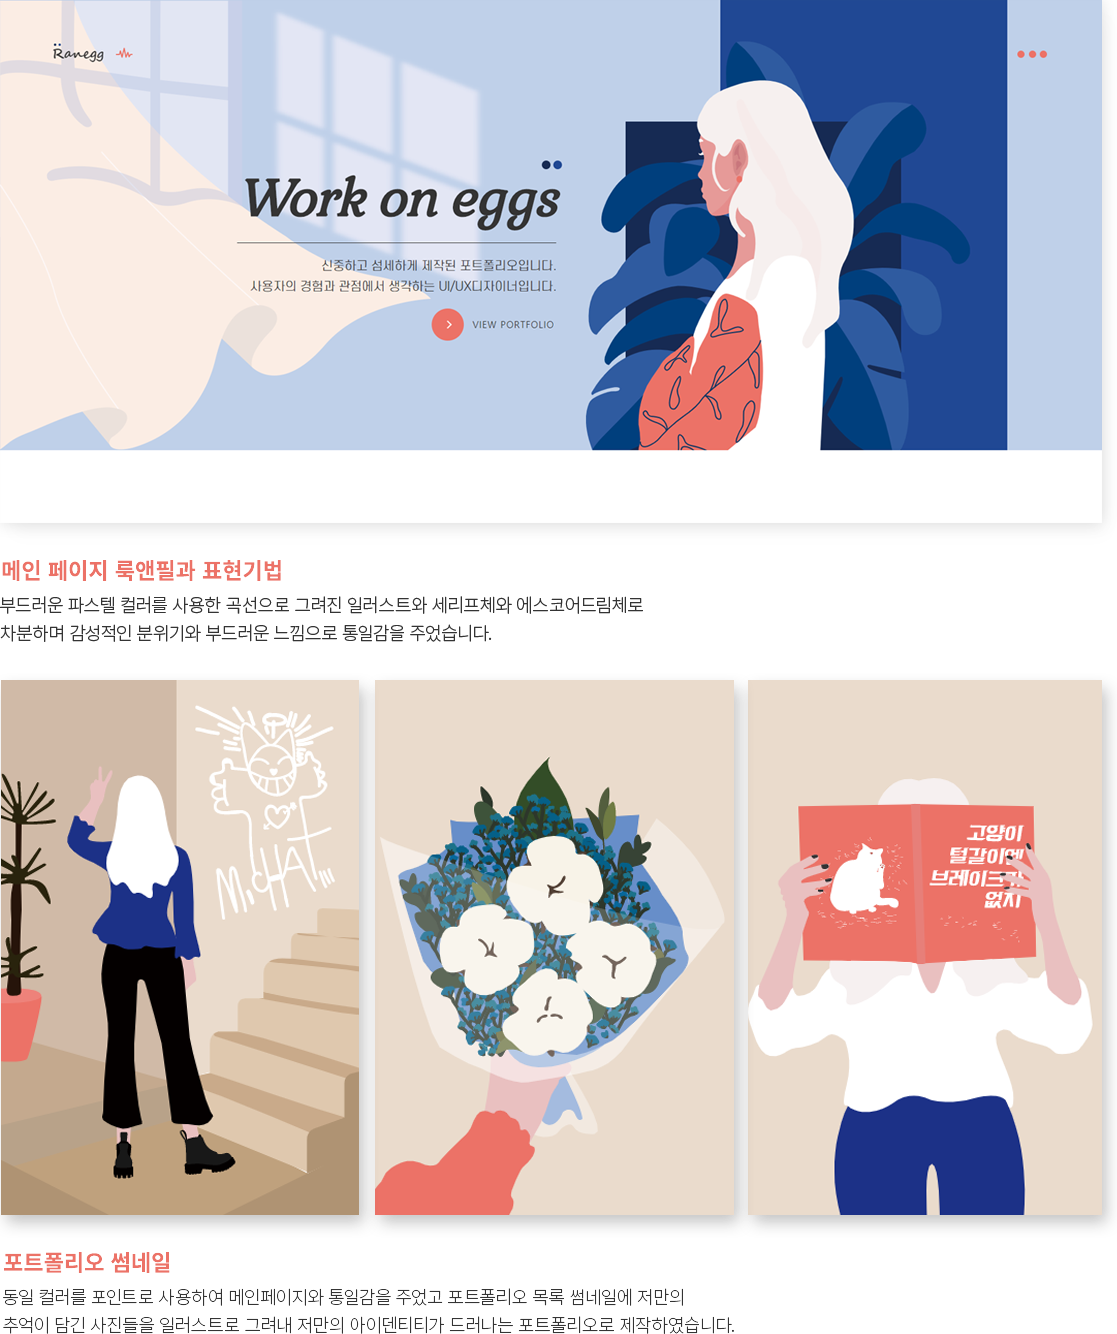 Ranegg
Work on eggs
신중하고 섬세하게 제작된 포트폴리오입니다.
사용자의 경험과 관점에서 생각하는 UI/UX디자이너입니다.
VIEW PORTFOLIO
메인 페이지 룩앤필과 표현기법
부드러운 파스텔 컬러를 사용한 곡선으로 그려진 일러스트와 세리프체와 에스코어드림체로
차분하며 감성적인 분위기와 부드러운 느낌으로 통일감을 주었습니다.
M.CHAT
고양이
털갈이에
브레이크가
없지
포트폴리오 썸네일
동일 컬러를 포인트로 사용하여 메인페이지와 통일감을 주었고 포트폴리오 목록 썸네일에 저만의
추억이 담긴 사진들을 일러스트로 그려내 저만의 아이덴티티가 드러나는 포트폴리오로 제작하였습니다.